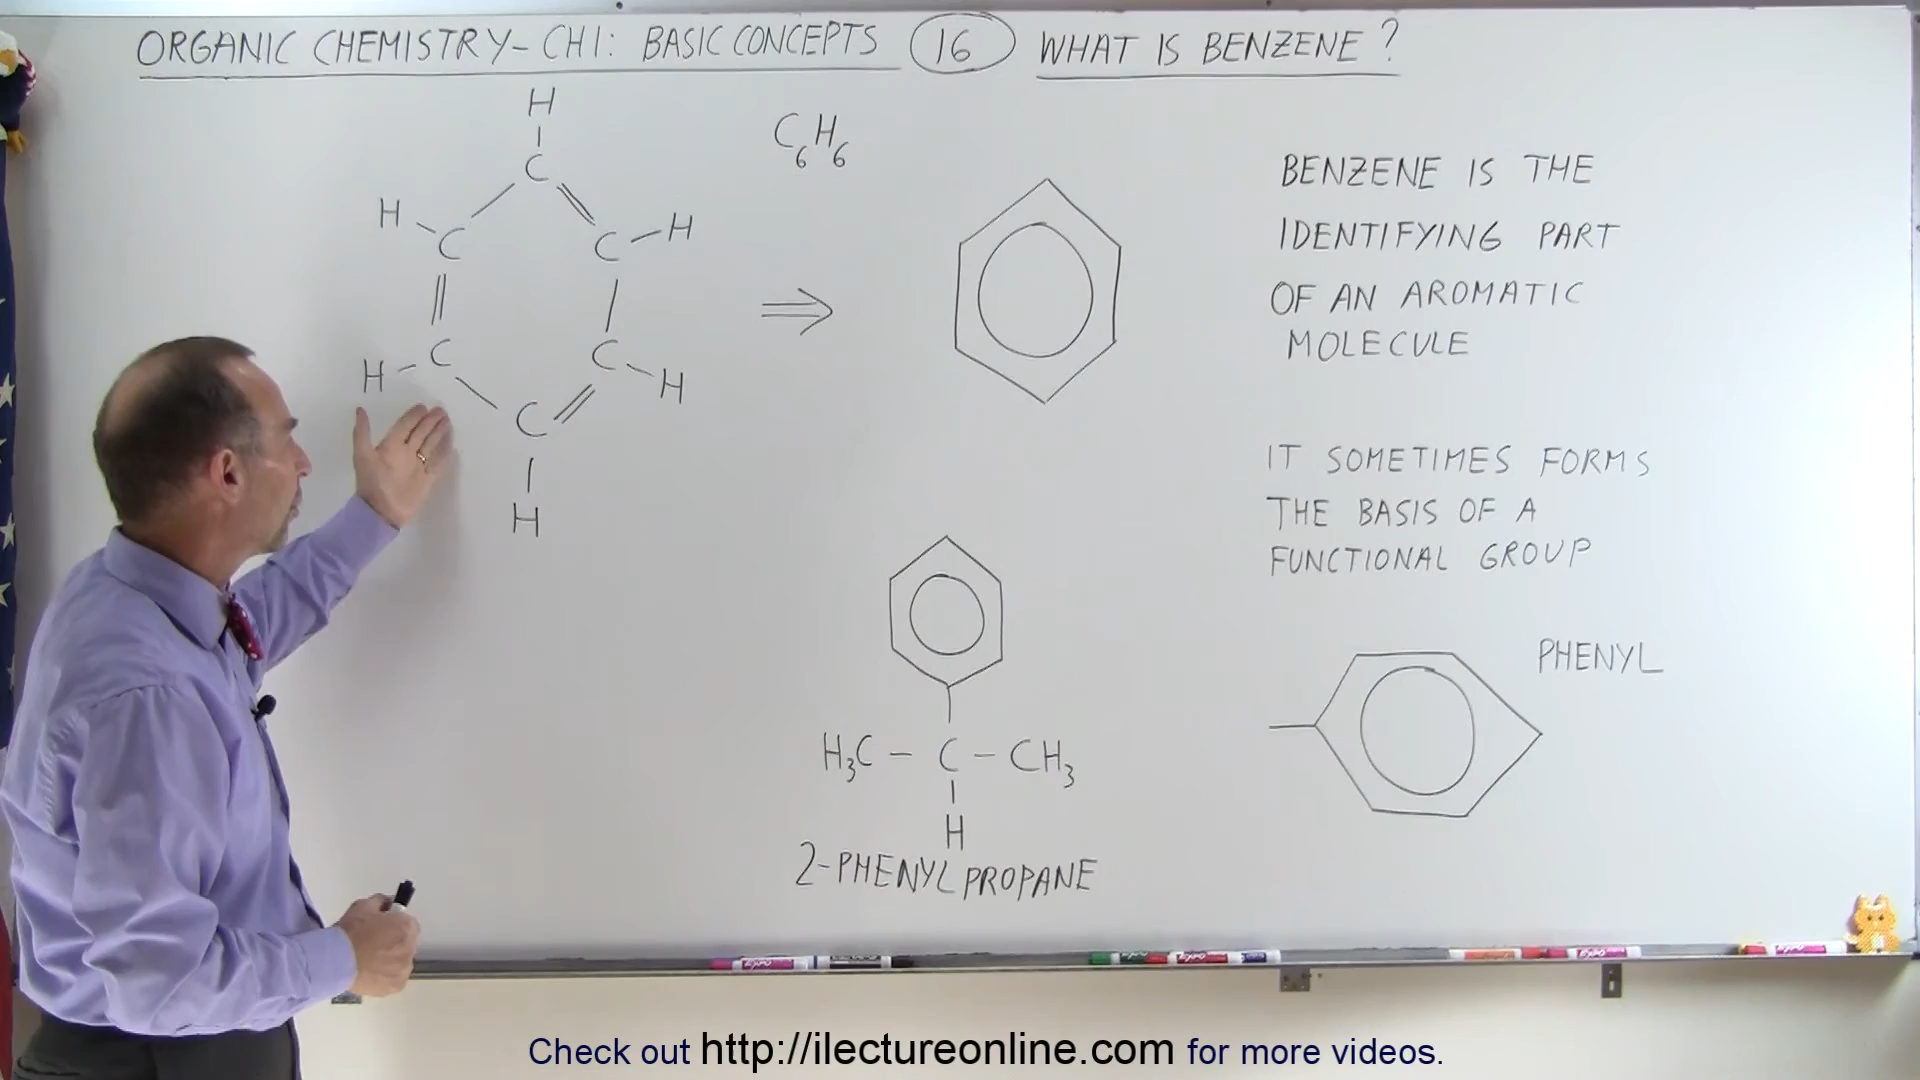 ORGANIC CHEMISTRY- CH1: BASIC CONCEPTS 16 WHAT IS BENZENE?
H
C
H C C H
H C C H
C
H
C6H6
⇒
BENZENE IS THE
IDENTIFYING PART
OF AN AROMATIC
MOLECULE
IT SOMETIMES FORMS
THE BASIS OF A
FUNCTIONAL GROUP
PHENYL
H3C - C - CH3
H
2-PHENYLPROPANE
Check out http://ilectureonline.com for more videos.